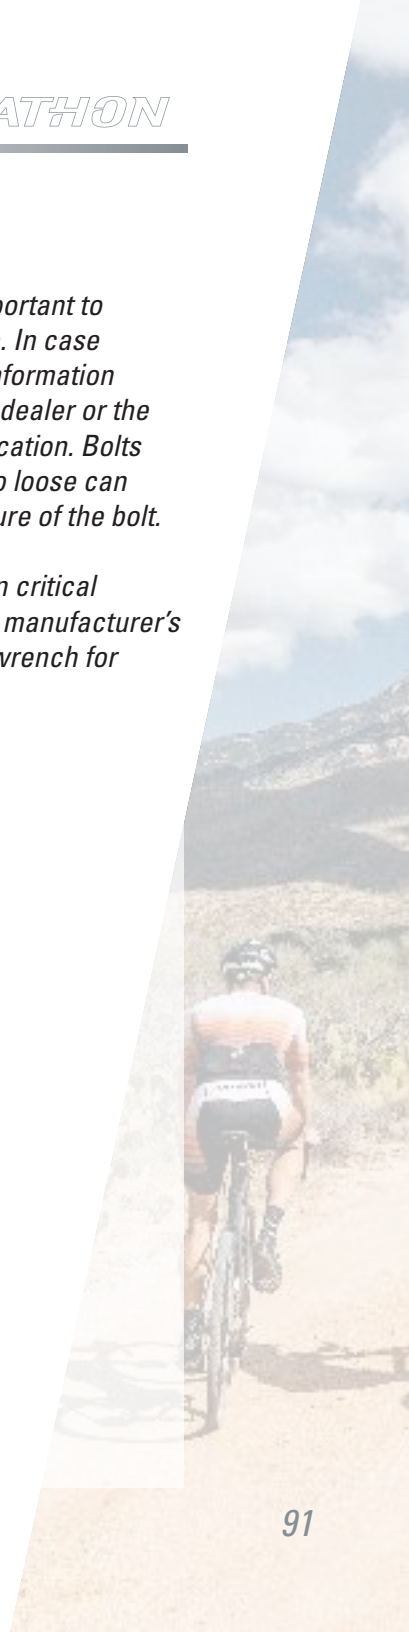 ATHON
portant to
. In case
nformation
dealer or the
cation. Bolts
o loose can
ure of the bolt.
n critical
manufacturer’s
wrench for
91